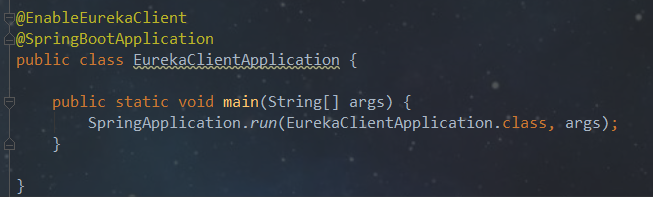 @EnableEurekaClient
@SpringBootApplication
public class EurekaClientApplication {
public static void main(String[] args) {
SpringApplication.run(EurekaClientApplication.class, args);
}
}